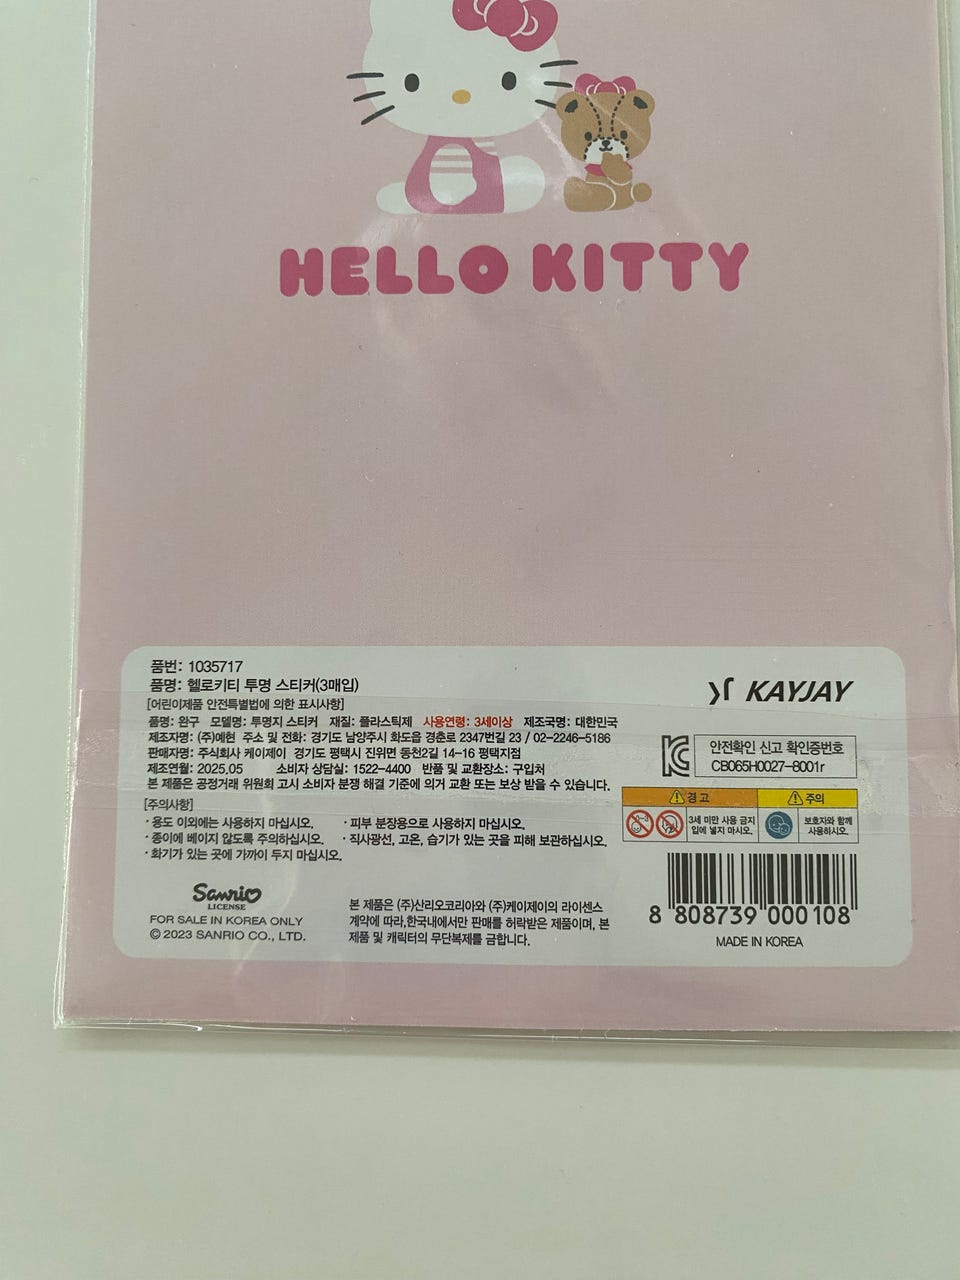 HELLO KITTY
품번: 1035717
품명: 헬로키티 투명 스티커(3매입)
[어린이제품 안전특별법에 의한 표시사항]
품명: 완구 모델명: 투명지 스티커 재질: 플라스틱제 사용연령: 3세이상 제조국명: 대한민국
제조자명: (주)예현 주소 및 전화: 경기도 남양주시 화도읍 경춘로 2347번길 23 / 02-2246-5186
판매자명: 주식회사 케이제이 경기도 평택시 진위면 동천2길 14-16 평택지점
제조연월: 2025.05 소비자 상담실: 1522-4400 반품 및 교환장소: 구입처
본 제품은 공정거래 위원회 고시 소비자 분쟁 해결 기준에 의거 교환 또는 보상 받을 수 있습니다.
[주의사항]
· 용도 이외에는 사용하지 마십시오.
· 종이에 베이지 않도록 주의하십시오.
· 화기가 있는 곳에 가까이 두지 마십시오.
· 피부 분장용으로 사용하지 마십시오.
· 직사광선, 고온, 습기가 있는 곳을 피해 보관하십시오.
KAYJAY
안전확인 신고 확인증번호
CB065H0027-8001r
경고
0-3
3세 미만 사용 금지
입에 넣지 마시오.
주의
보호자와 함께
사용하시오.
Sanrio
LICENSE
FOR SALE IN KOREA ONLY
© 2023 SANRIO CO., LTD.
본 제품은 (주)산리오코리아와 (주)케이제이의 라이센스
계약에 따라,한국내에서만 판매를 허락받은 제품이며, 본
제품 및 캐릭터의 무단복제를 금합니다.
8 808739 000108
MADE IN KOREA